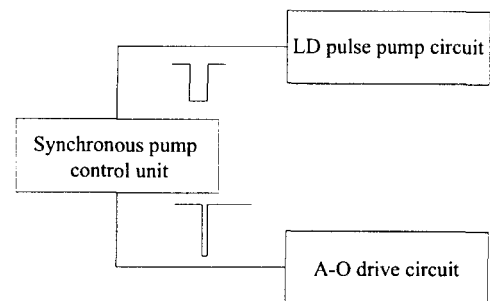 LD pulse pump circuit
Synchronous pump
control unit
A-O drive circuit